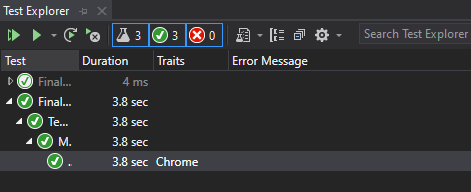 Test Explorer
3 3 0
Search Test Explorer
Test Duration Traits Error Message
Final... 4 ms
Final... 3.8 sec
Te... 3.8 sec
M. 3.8 sec
.. 3.8 sec Chrome